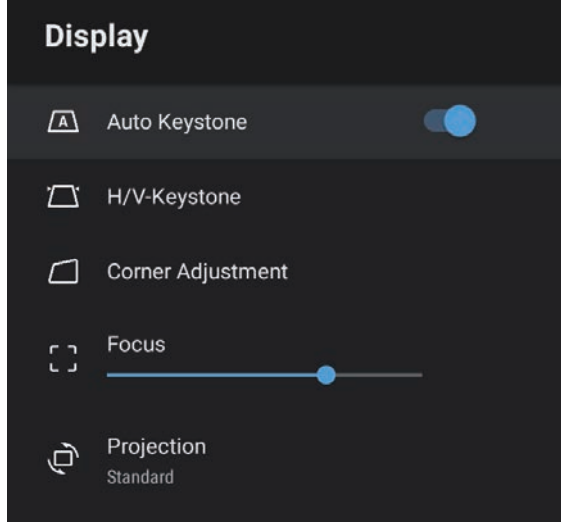 Display
A
Auto Keystone
H/V-Keystone
Corner Adjustment
Focus
Projection
Standard